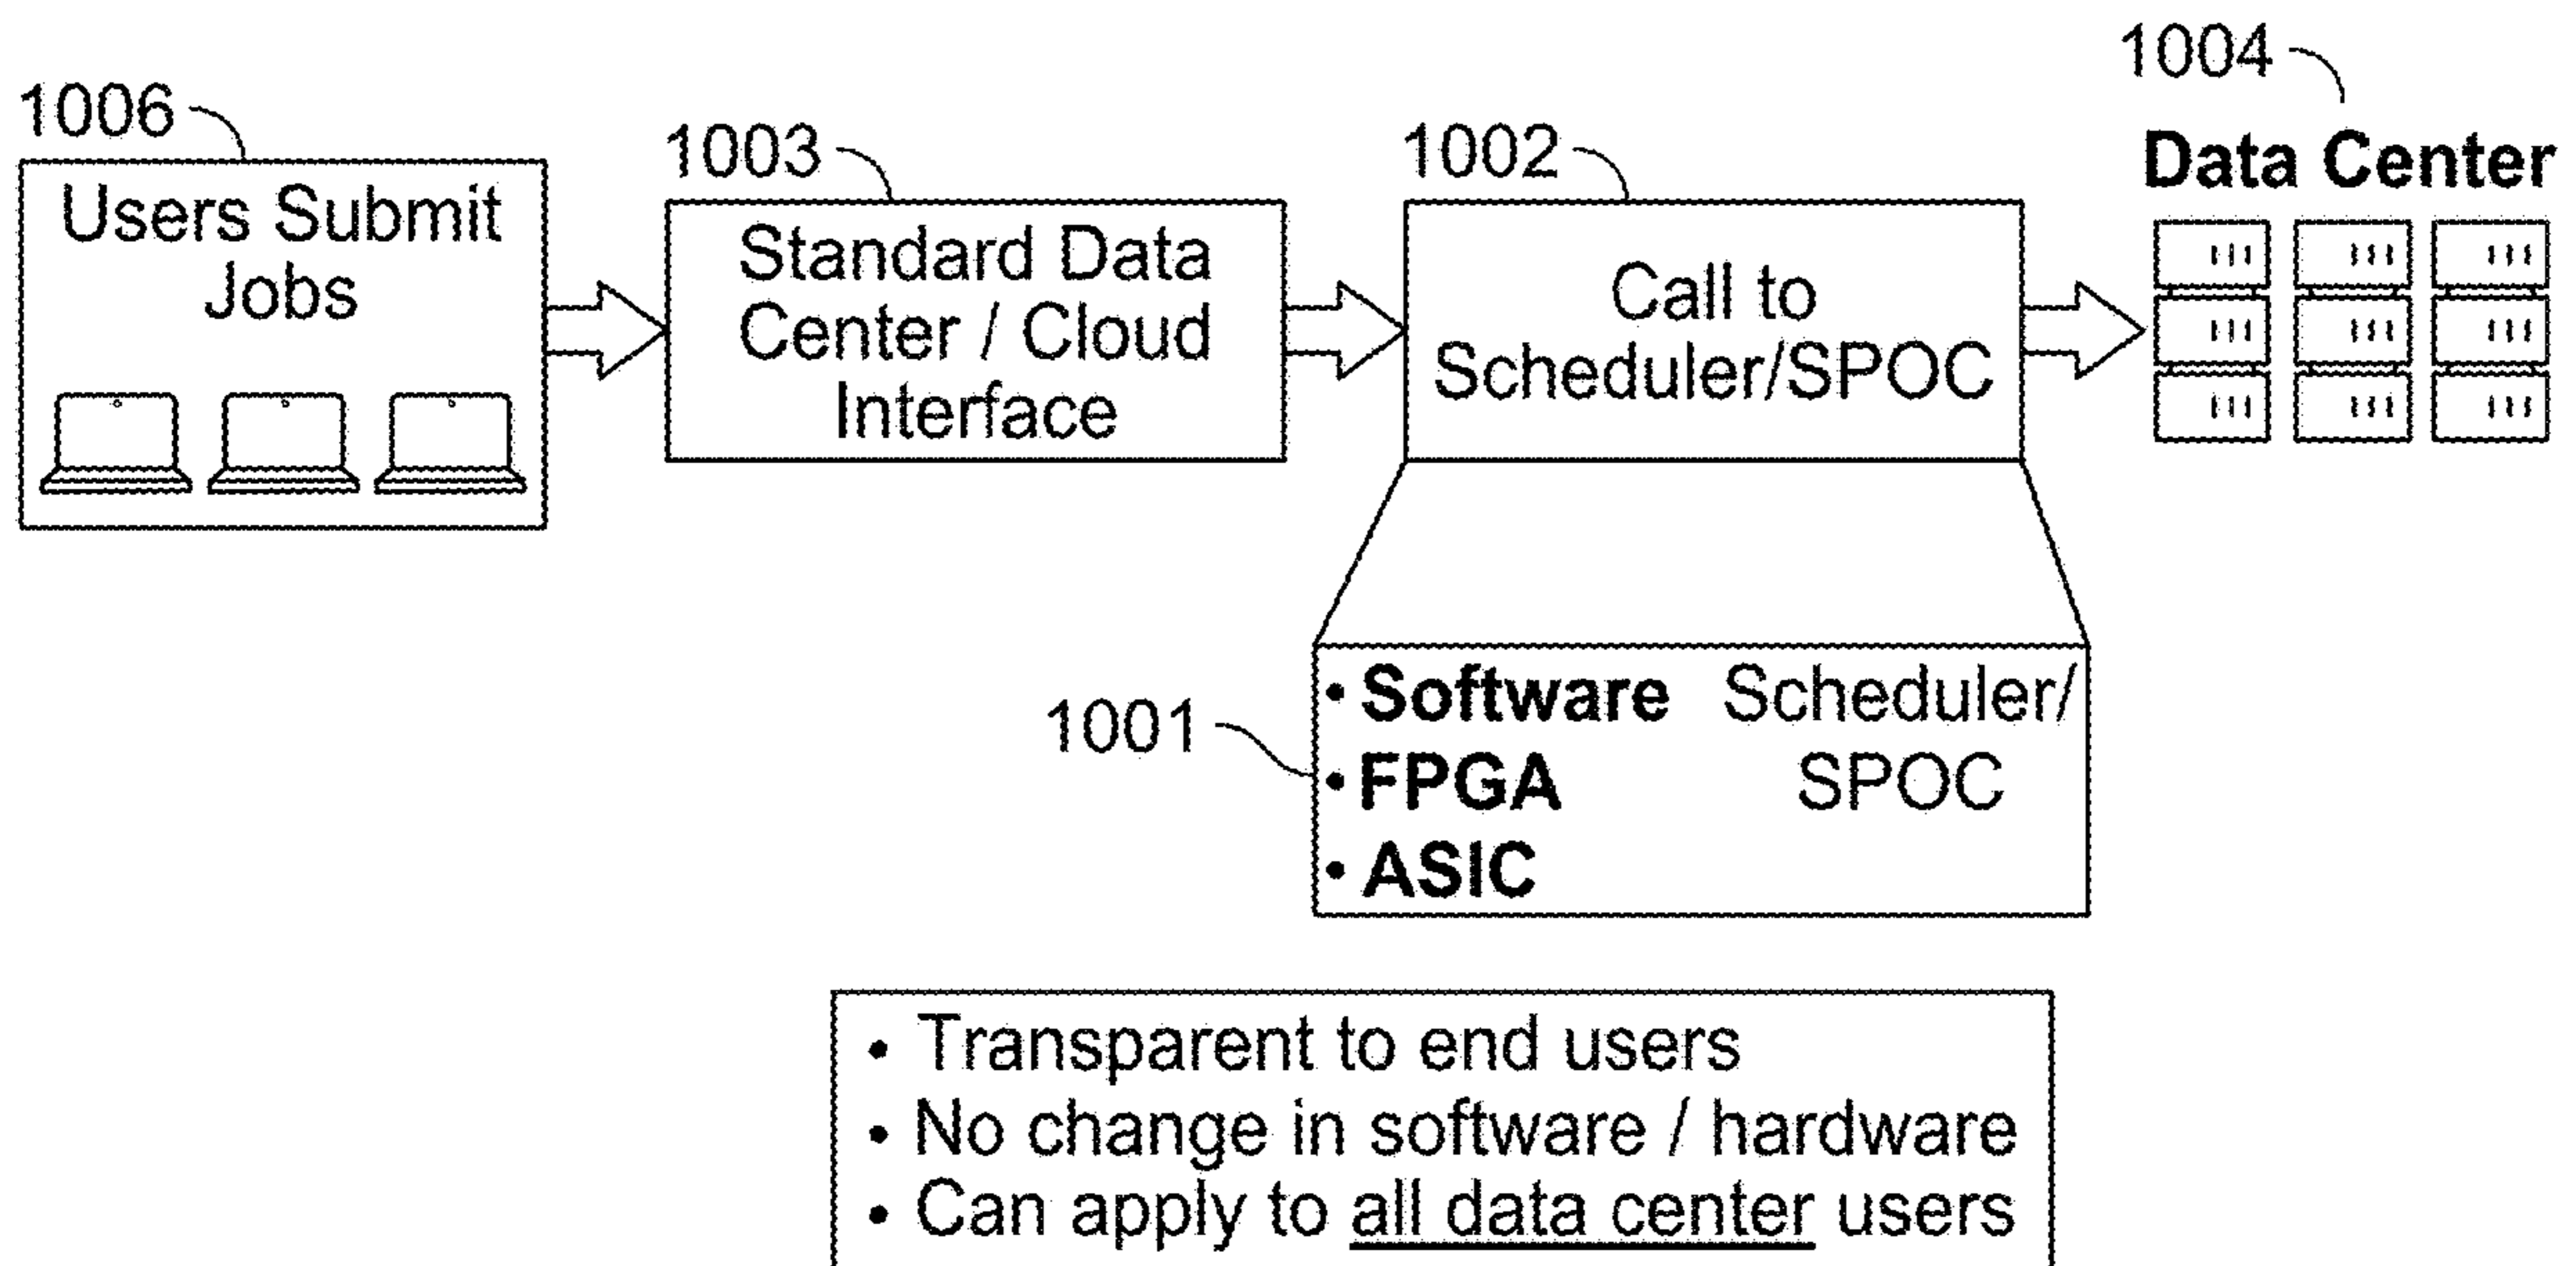 1006
Users Submit
Jobs
1003
Standard Data
Center / Cloud
Interface
1002
Call to
Scheduler/SPOC
1004
Data Center
1001
• Software Scheduler/
• FPGA SPOC
• ASIC
• Transparent to end users
• No change in software / hardware
• Can apply to all data center users